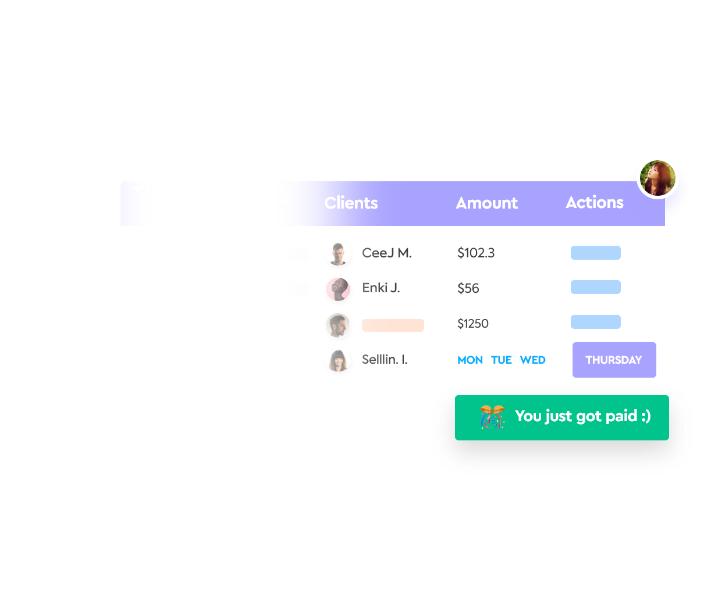 Clients Amount Actions
CeeJ M. $102.3
Enki J. $56
$1250
Selllin. I. MON TUE WED THURSDAY
You just got paid :)